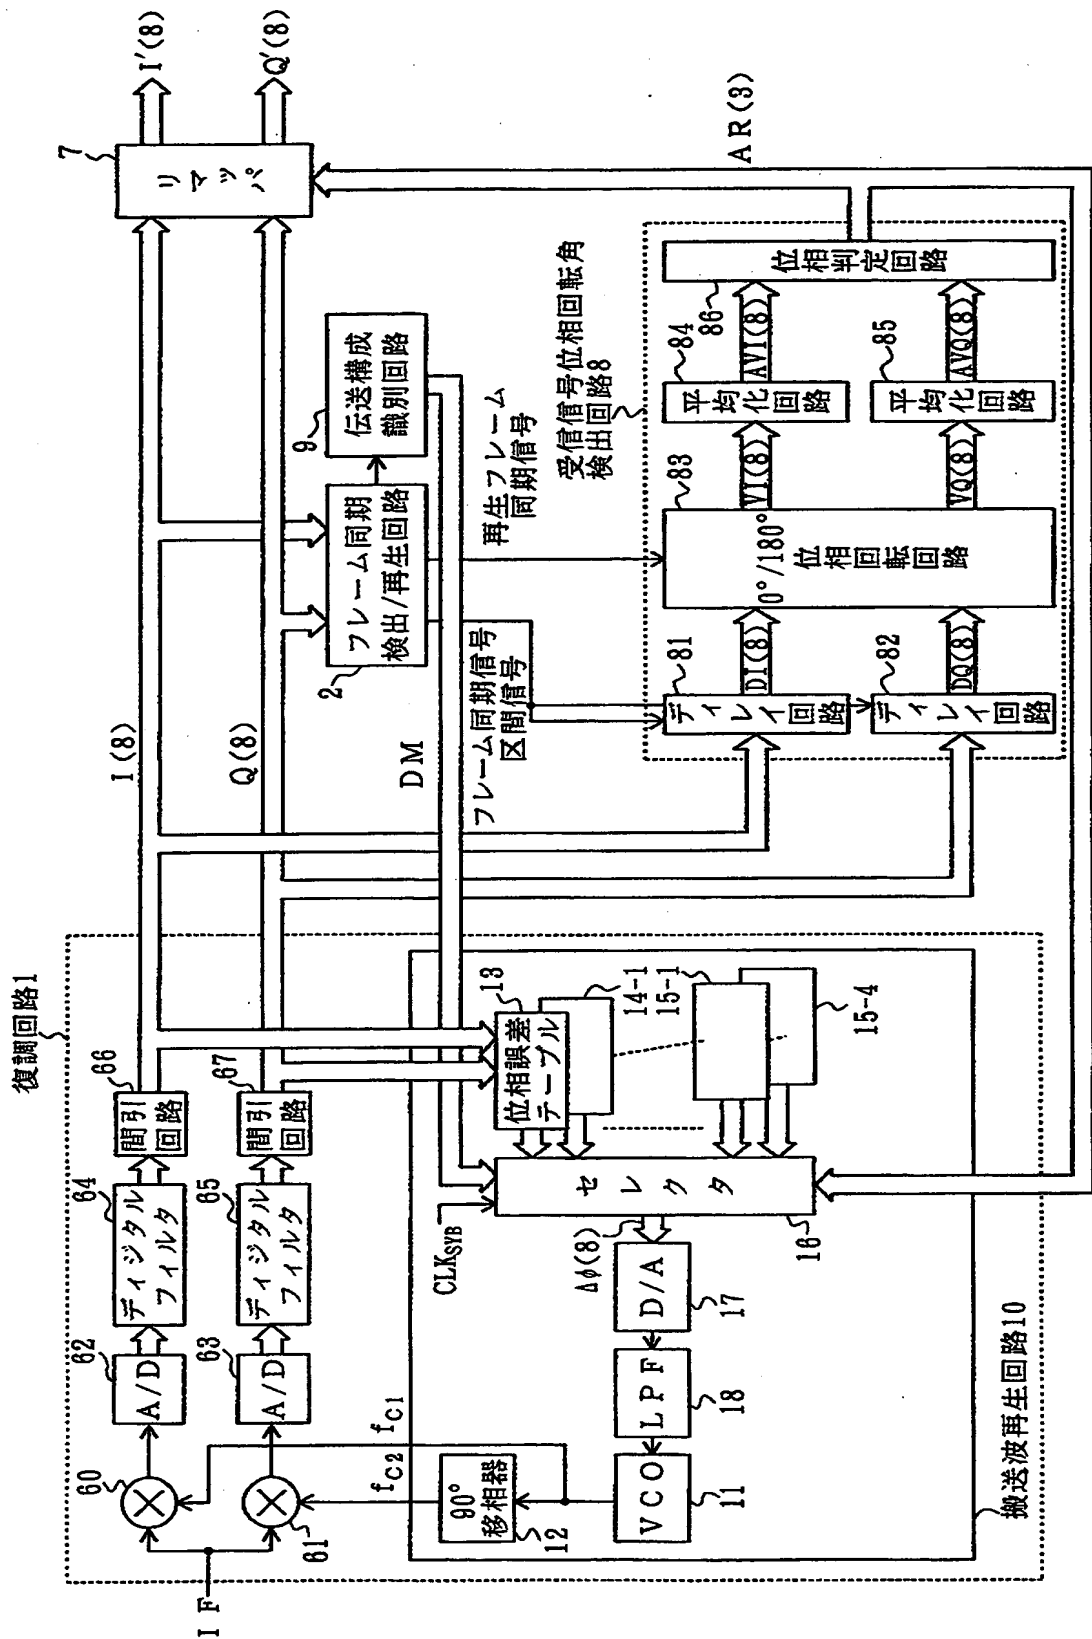 復調回路1
I F
60
61
62
A/D
63
A/D
64
ディジタル
フィルタ
65
ディジタル
フィルタ
66
間引
回路
67
間引
回路
I(8)
Q(8)
7
リマッパ
I'(8)
Q'(8)
fC1
fC2
90°
移相器
12
VCO
11
LPF
18
D/A
17
Δφ(8)
CLKSYB
セレクタ
16
13
位相誤差
テーブル
14-1
15-1
15-4
搬送波再生回路10
DM
2
フレーム同期
検出/再生回路
9
伝送構成
識別回路
フレーム同期信号
区間信号
再生フレーム
同期信号
受信信号位相回転角
検出回路8
81
ディレイ回路
82
ディレイ回路
DI(8)
DQ(8)
83
0°/180°
位相回転回路
VI(8)
VQ(8)
84
平均化回路
85
平均化回路
AVI(8)
AVQ(8)
86
位相判定回路
AR(3)